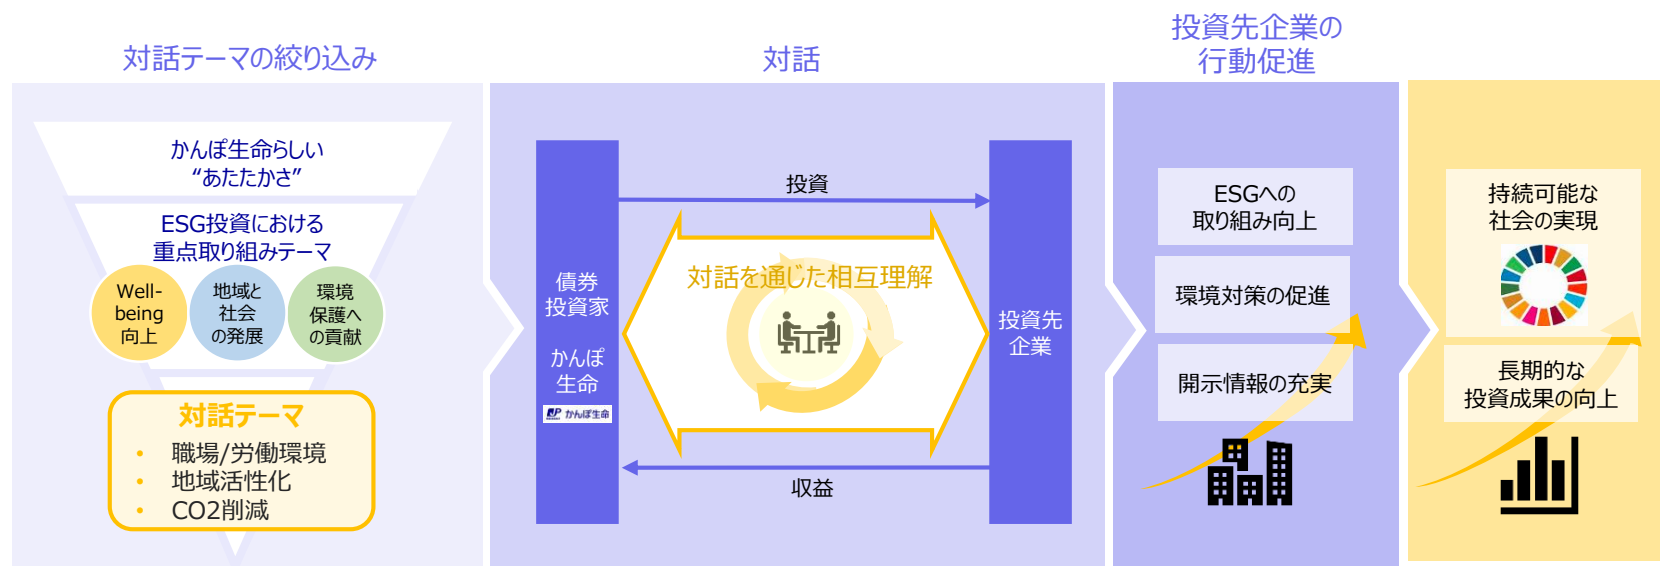 対話テーマの絞り込み
かんぽ生命らしい
“あたたかさ”
ESG投資における
重点取り組みテーマ
Well-
being
向上
地域と
社会
の発展
環境
保護へ
の貢献
対話テーマ
• 職場/労働環境
• 地域活性化
• CO2削減
対話
債券
投資家
かんぽ
生命
かんぽ生命
投資
対話を通じた相互理解
収益
投資先
企業
投資先企業の
行動促進
ESGへの
取り組み向上
環境対策の促進
開示情報の充実
持続可能な
社会の実現
長期的な
投資成果の向上